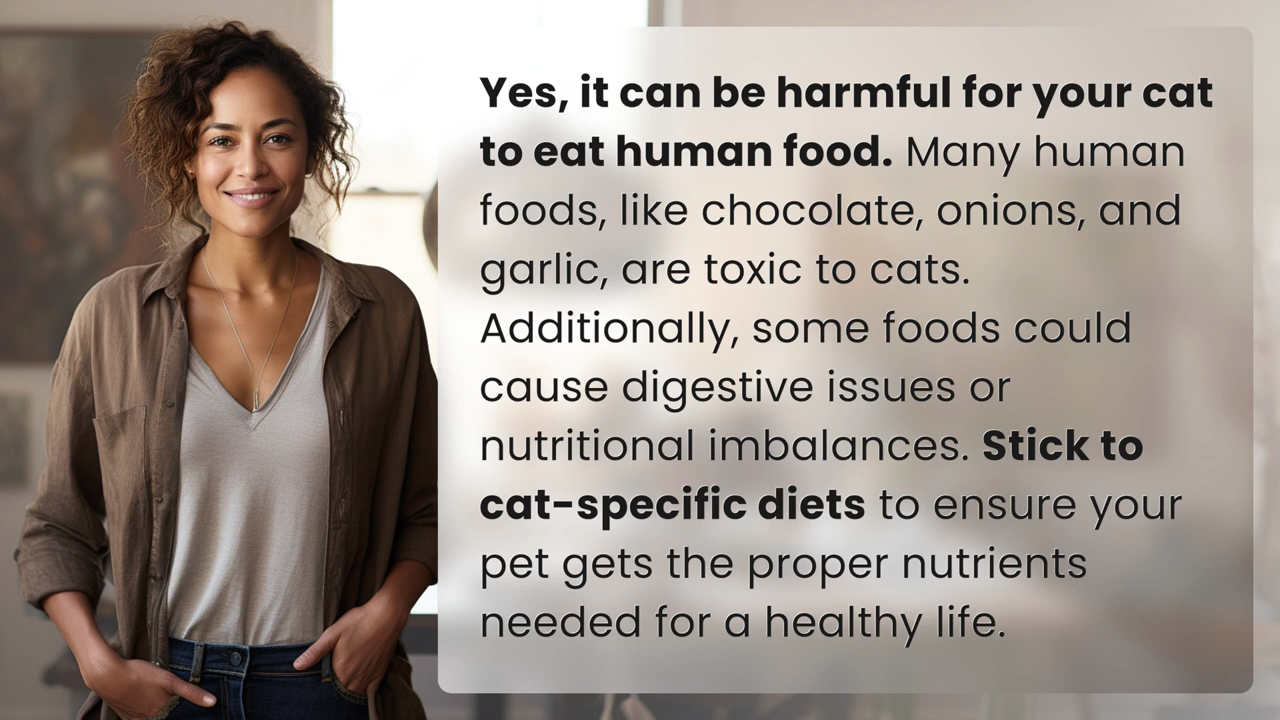 Yes, it can be harmful for your cat
to eat human food. Many human
foods, like chocolate, onions, and
garlic, are toxic to cats.
Additionally, some foods could
cause digestive issues or
nutritional imbalances. Stick to
cat-specific diets to ensure your
pet gets the proper nutrients
needed for a healthy life.